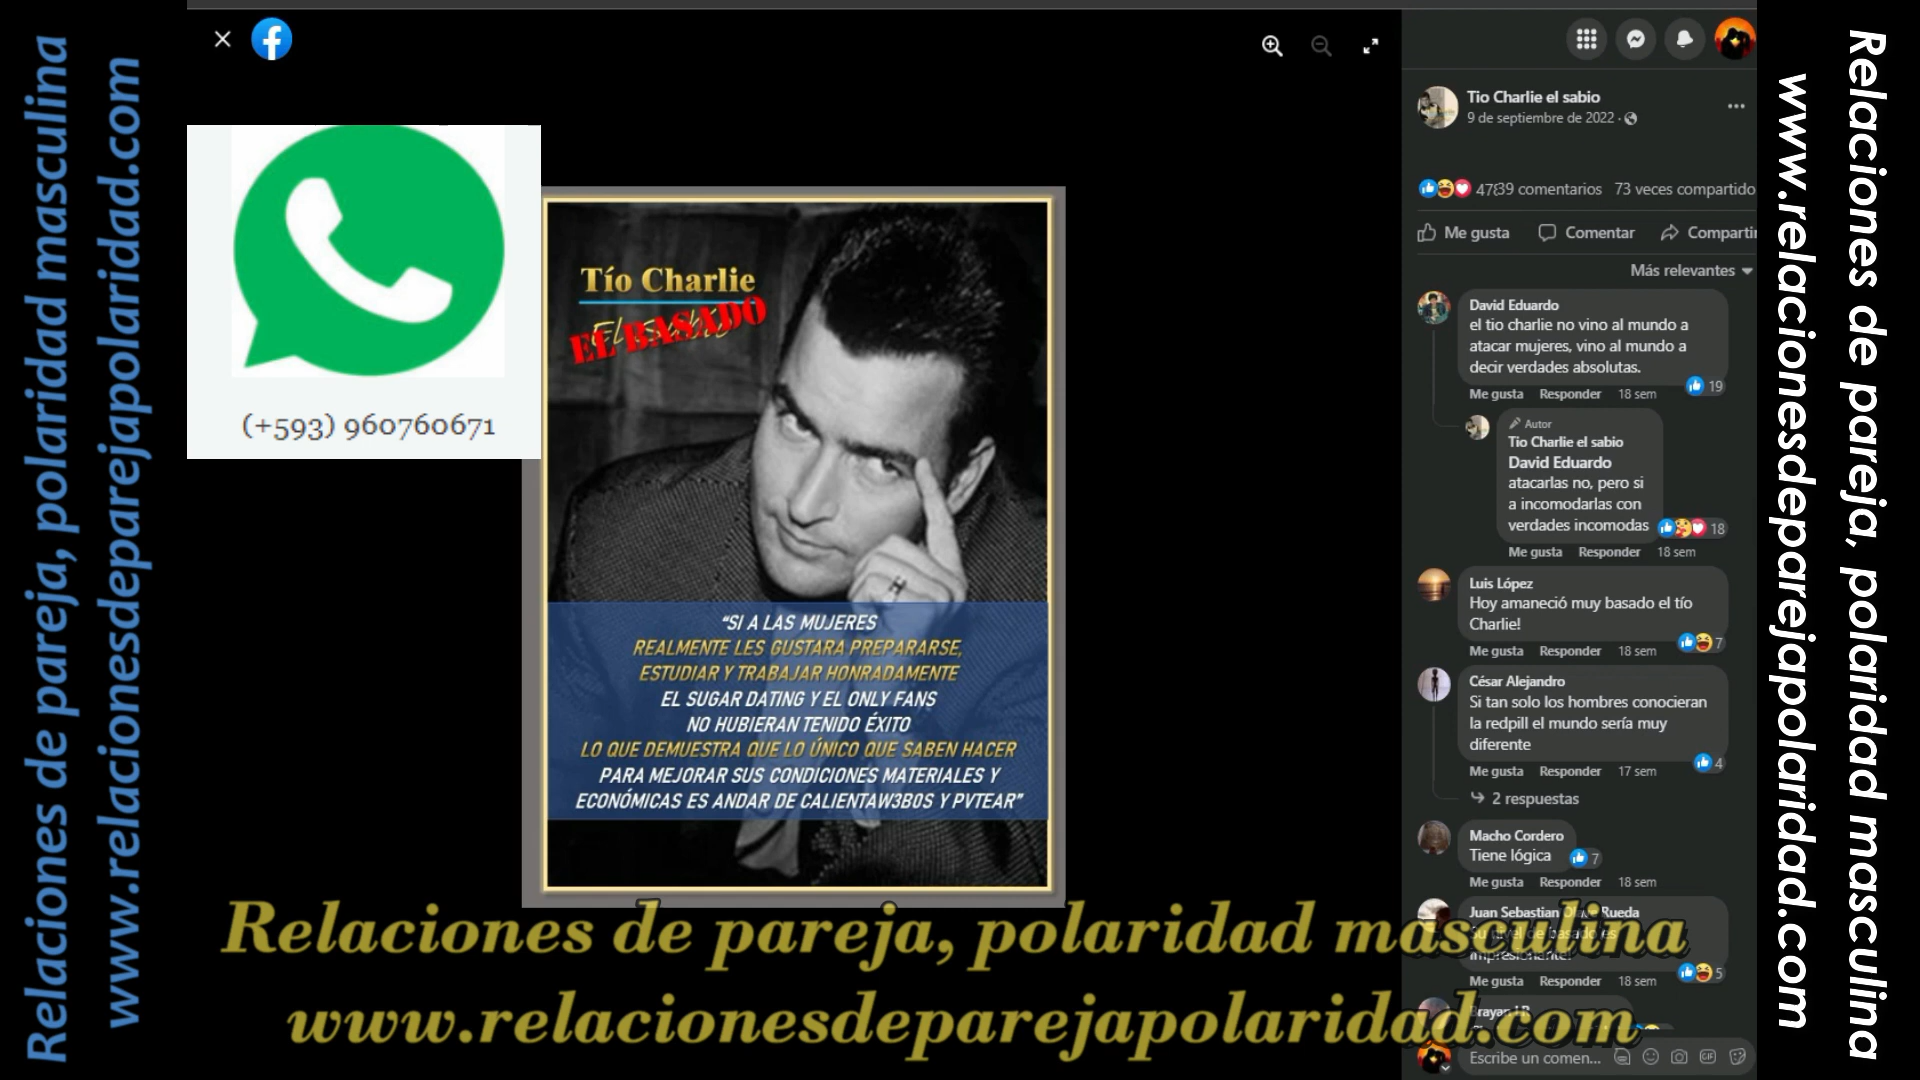 Relaciones de pareja, polaridad masculina
www.relacionesdeparejapolaridad.com
(+593) 960760671
Tío Charlie
EL BASADO
“SI A LAS MUJERES
REALMENTE LES GUSTARA PREPARARSE,
ESTUDIAR Y TRABAJAR HONRADAMENTE
EL SUGAR DATING Y EL ONLY FANS
NO HUBIERAN TENIDO ÉXITO
LO QUE DEMUESTRA QUE LO ÚNICO QUE SABEN HACER
PARA MEJORAR SUS CONDICIONES MATERIALES Y
ECONÓMICAS ES ANDAR DE CALIENTAW3B0S Y PVTEAR”
Tio Charlie el sabio
9 de septiembre de 2022
39 comentarios 73 veces compartido
Me gusta Comentar Compartir
Más relevantes
David Eduardo
el tio charlie no vino al mundo a
atacar mujeres, vino al mundo a
decir verdades absolutas.
19
Me gusta Responder 18 sem
Autor
Tio Charlie el sabio
David Eduardo
atacarlas no, pero si
a incomodarlas con
verdades incomodas
18
Me gusta Responder 18 sem
Luis López
Hoy amaneció muy basado el tío
Charlie!
7
Me gusta Responder 18 sem
César Alejandro
Si tan solo los hombres conocieran
la redpill el mundo sería muy
diferente
4
Me gusta Responder 17 sem
2 respuestas
Macho Cordero
Tiene lógica
7
Me gusta Responder 18 sem
Juan Sebastian Rueda
impresionante!
5
Me gusta Responder 18 sem
Brayan
Escribe un comen...
GIF
Relaciones de pareja, polaridad masculina
www.relacionesdeparejapolaridad.com
Relaciones de pareja, polaridad masculina
www.relacionesdeparejapolaridad.com